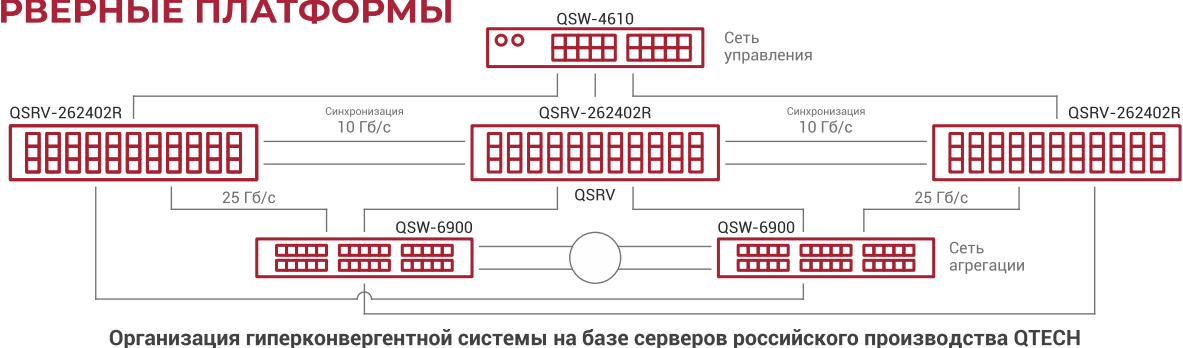 РВЕРНЫЕ ПЛАТФОРМЫ
QSW-4610
Сеть
управления
QSRV-262402R
Синхронизация
10 Гб/с
QSRV-262402R
Синхронизация
10 Гб/с
QSRV-262402R
25 Гб/с
QSRV
25 Гб/с
QSW-6900
QSW-6900
Сеть
агрегации
Организация гиперконвергентной системы на базе серверов российского производства QTECH